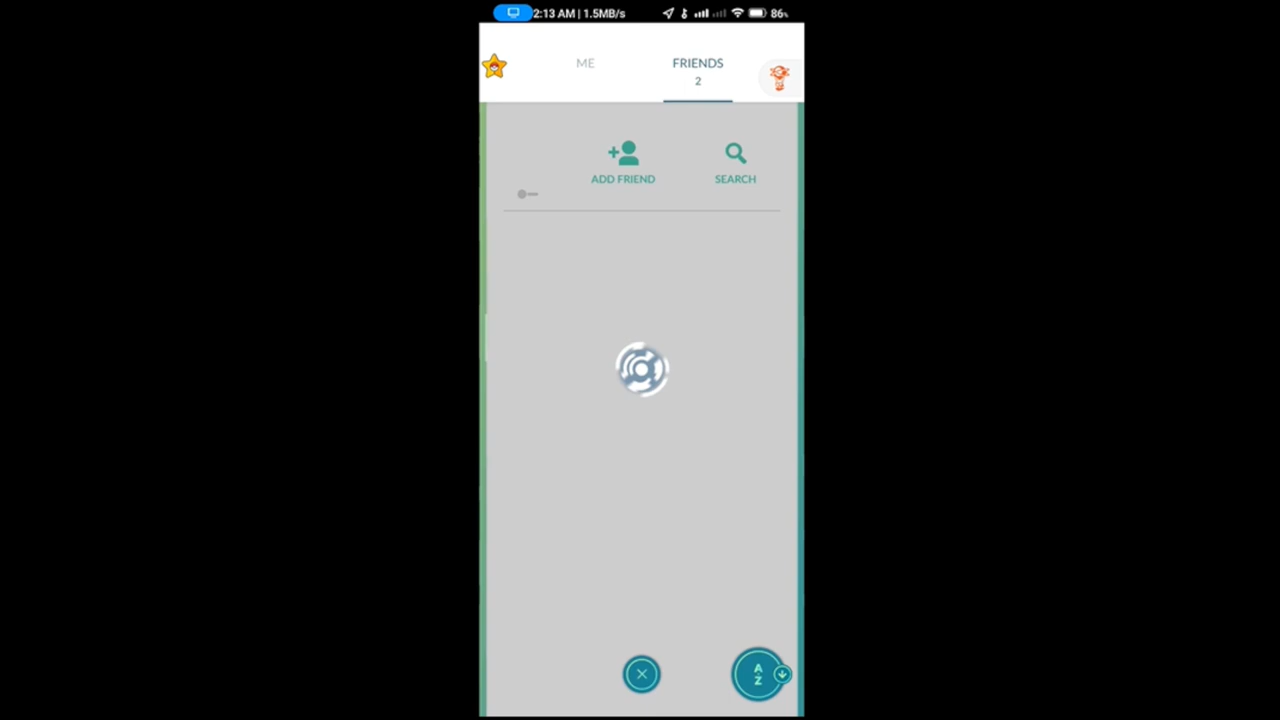 2:13 AM | 1.5MB/s 86%
ME
FRIENDS
2
ADD FRIEND
SEARCH
A
Z